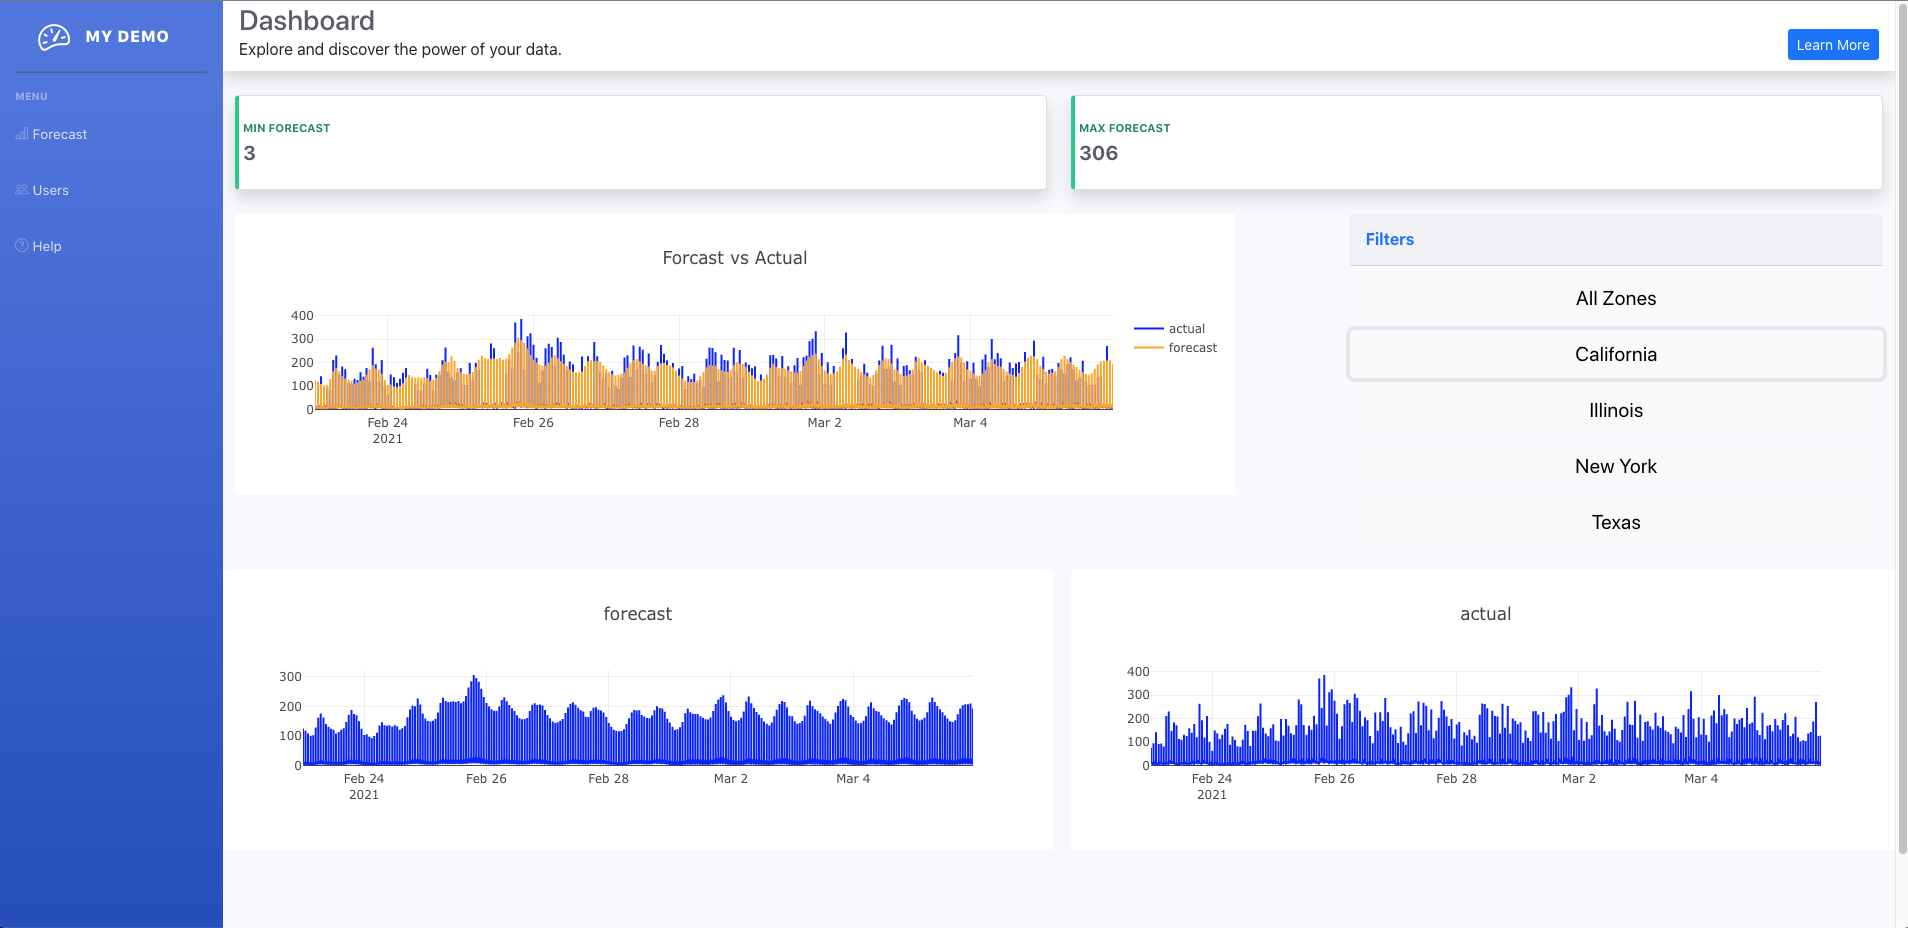 MY DEMO
MENU
Forecast
Users
Help
Dashboard
Explore and discover the power of your data.
Learn More
MIN FORECAST
3
MAX FORECAST
306
Forcast vs Actual
400
300
200
100
0
Feb 24
2021
Feb 26
Feb 28
Mar 2
Mar 4
actual
forecast
Filters
All Zones
California
Illinois
New York
Texas
forecast
300
200
100
0
Feb 24
2021
Feb 26
Feb 28
Mar 2
Mar 4
actual
400
300
200
100
0
Feb 24
2021
Feb 26
Feb 28
Mar 2
Mar 4